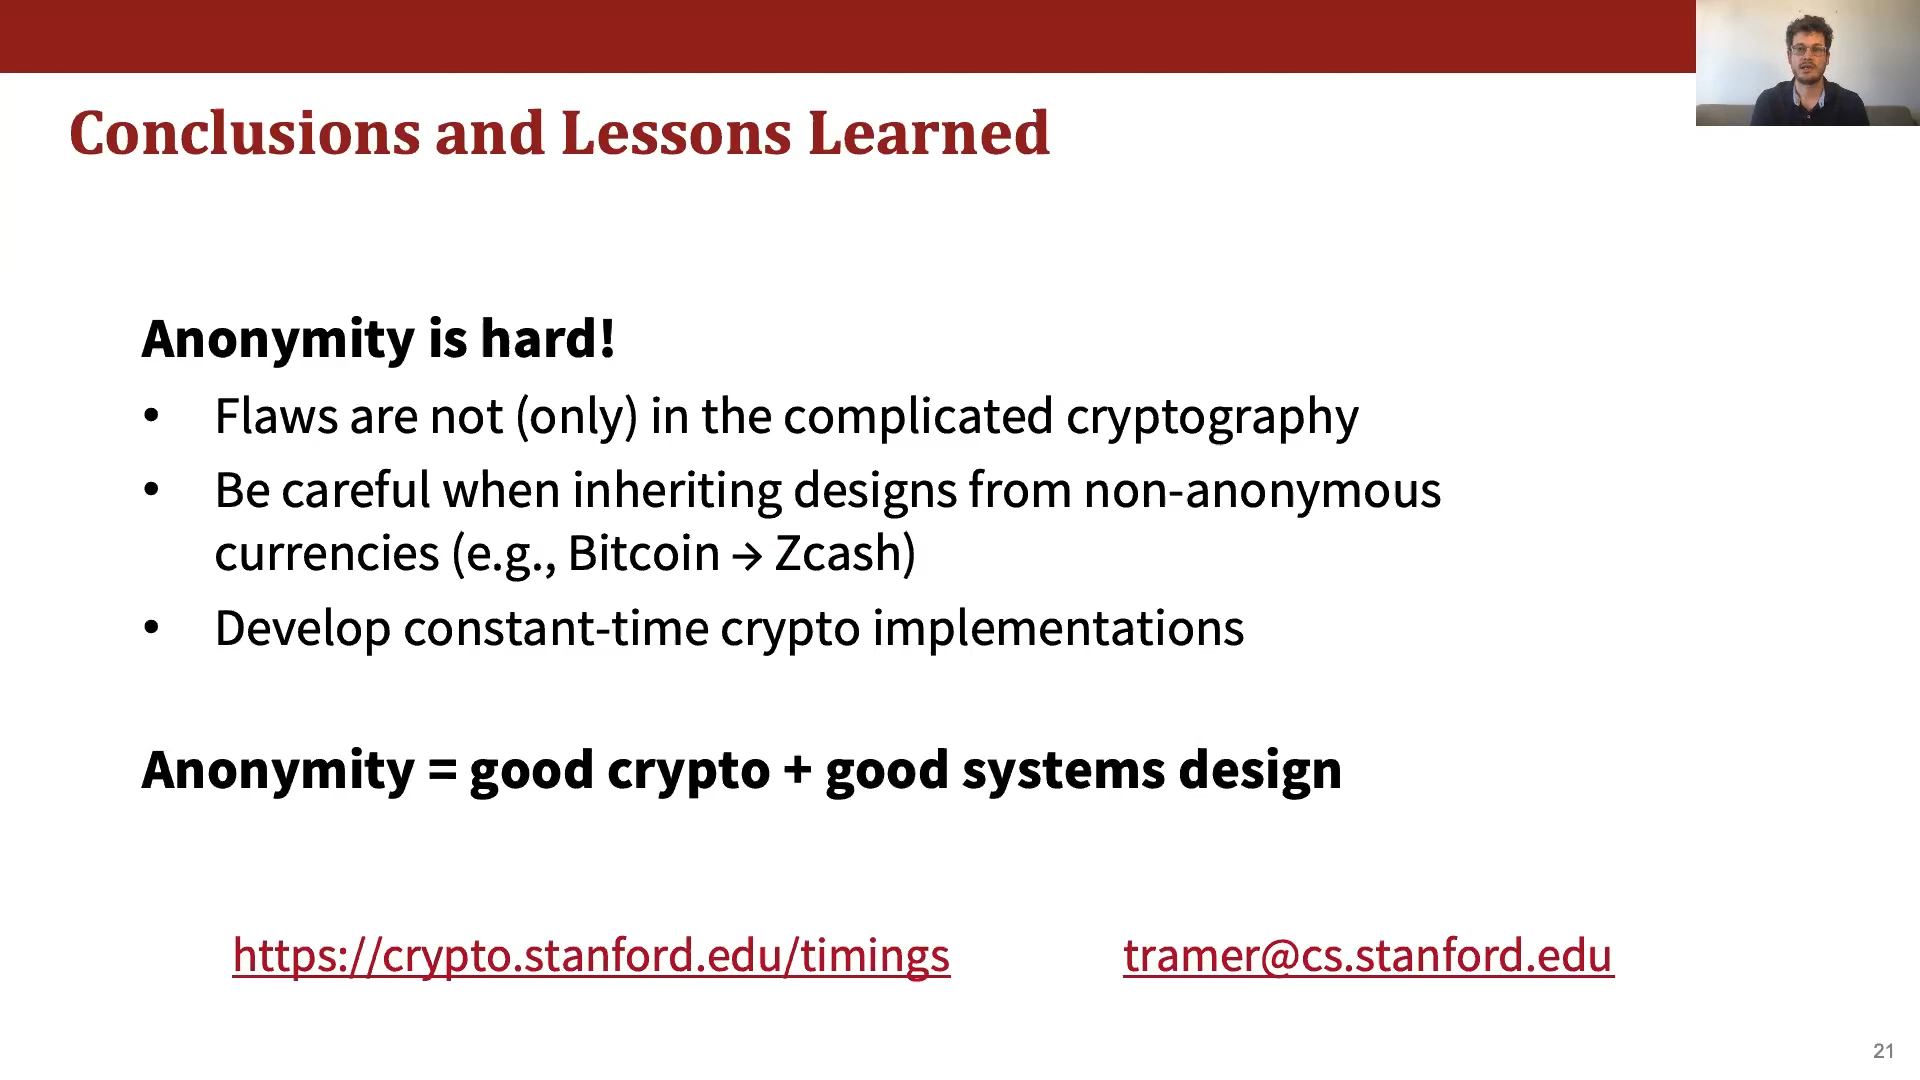 Conclusions and Lessons Learned
Anonymity is hard!
• Flaws are not (only) in the complicated cryptography
• Be careful when inheriting designs from non-anonymous
currencies (e.g., Bitcoin → Zcash)
• Develop constant-time crypto implementations
Anonymity = good crypto + good systems design
https://crypto.stanford.edu/timings tramer@cs.stanford.edu
21